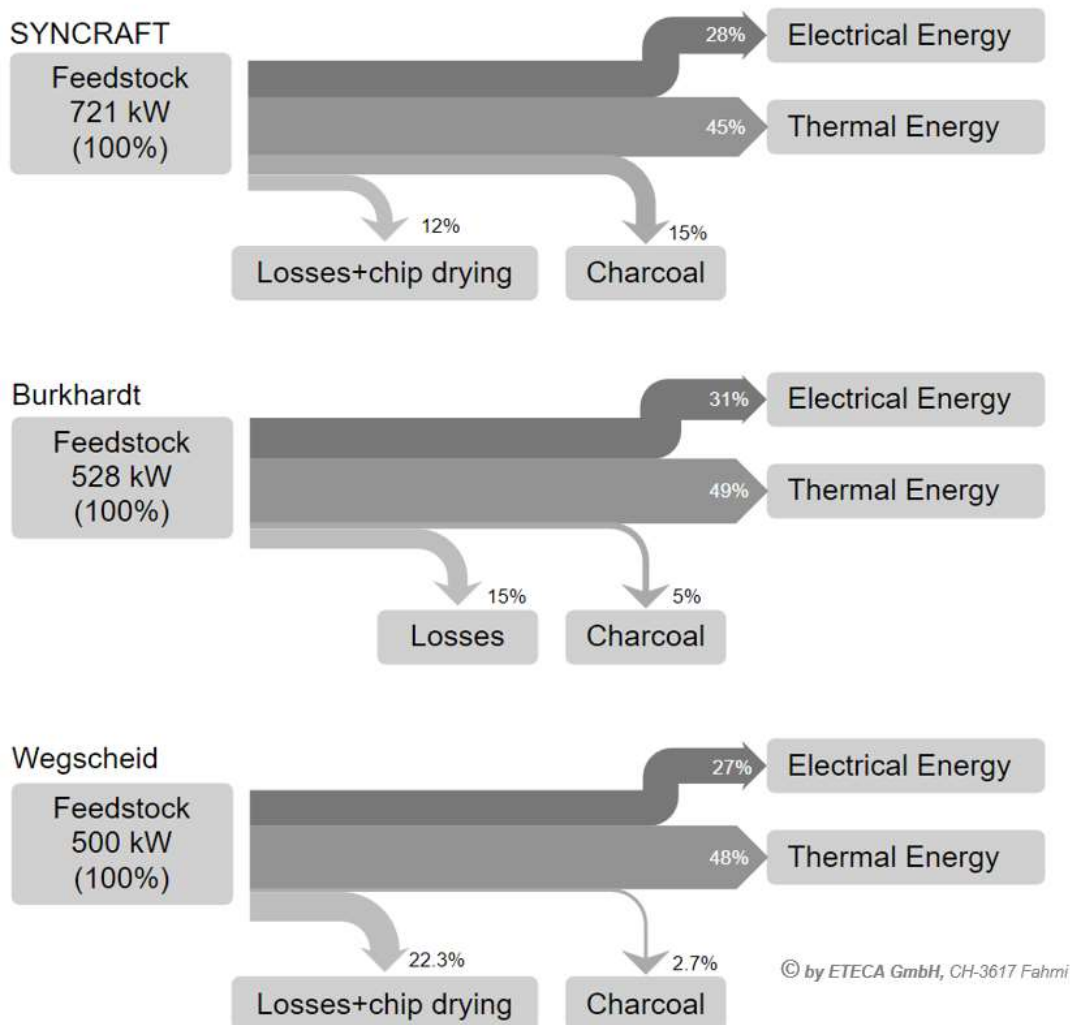 SYNCRAFT
Feedstock
721 kW
(100%)
28%
Electrical Energy
45%
Thermal Energy
12%
Losses+chip drying
15%
Charcoal
Burkhardt
Feedstock
528 kW
(100%)
31%
Electrical Energy
49%
Thermal Energy
15%
Losses
5%
Charcoal
Wegscheid
Feedstock
500 kW
(100%)
27%
Electrical Energy
48%
Thermal Energy
22.3%
Losses+chip drying
2.7%
Charcoal
© by ETECA GmbH, CH-3617 Fahrni